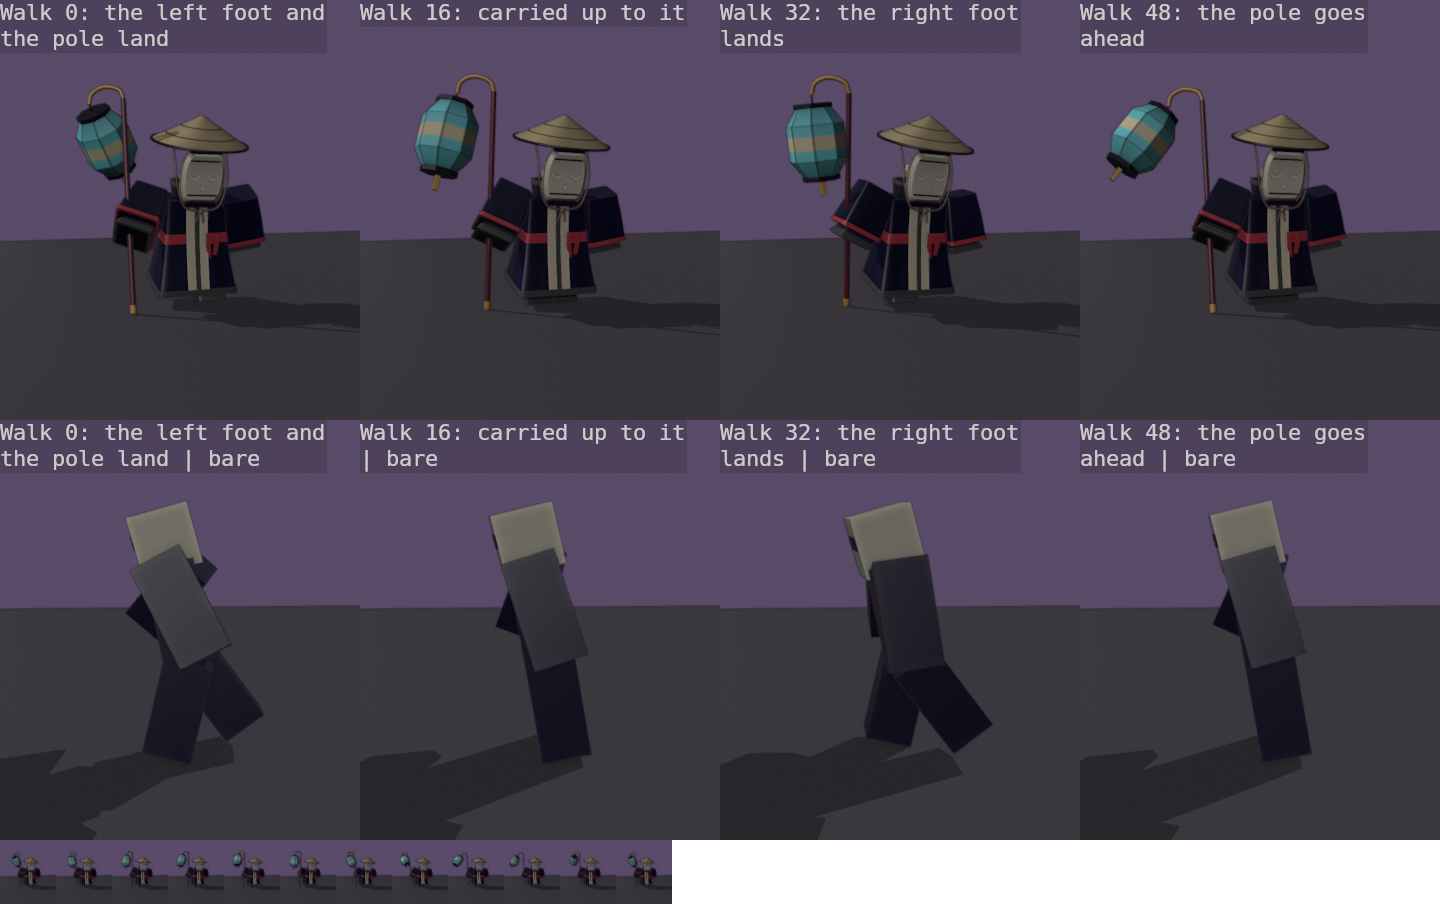 Walk 0: the left foot and
the pole land
Walk 16: carried up to it
Walk 32: the right foot
lands
Walk 48: the pole goes
ahead
Walk 0: the left foot and
the pole land | bare
Walk 16: carried up to it
| bare
Walk 32: the right foot
lands | bare
Walk 48: the pole goes
ahead | bare